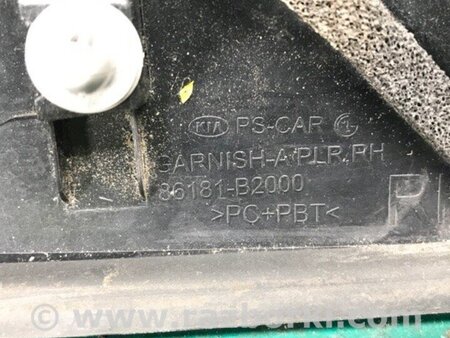 KIA PS-CAR
GARNISH-A/PLR,RH
86181-B2000
>PC+PBT<
© www.razborki.com